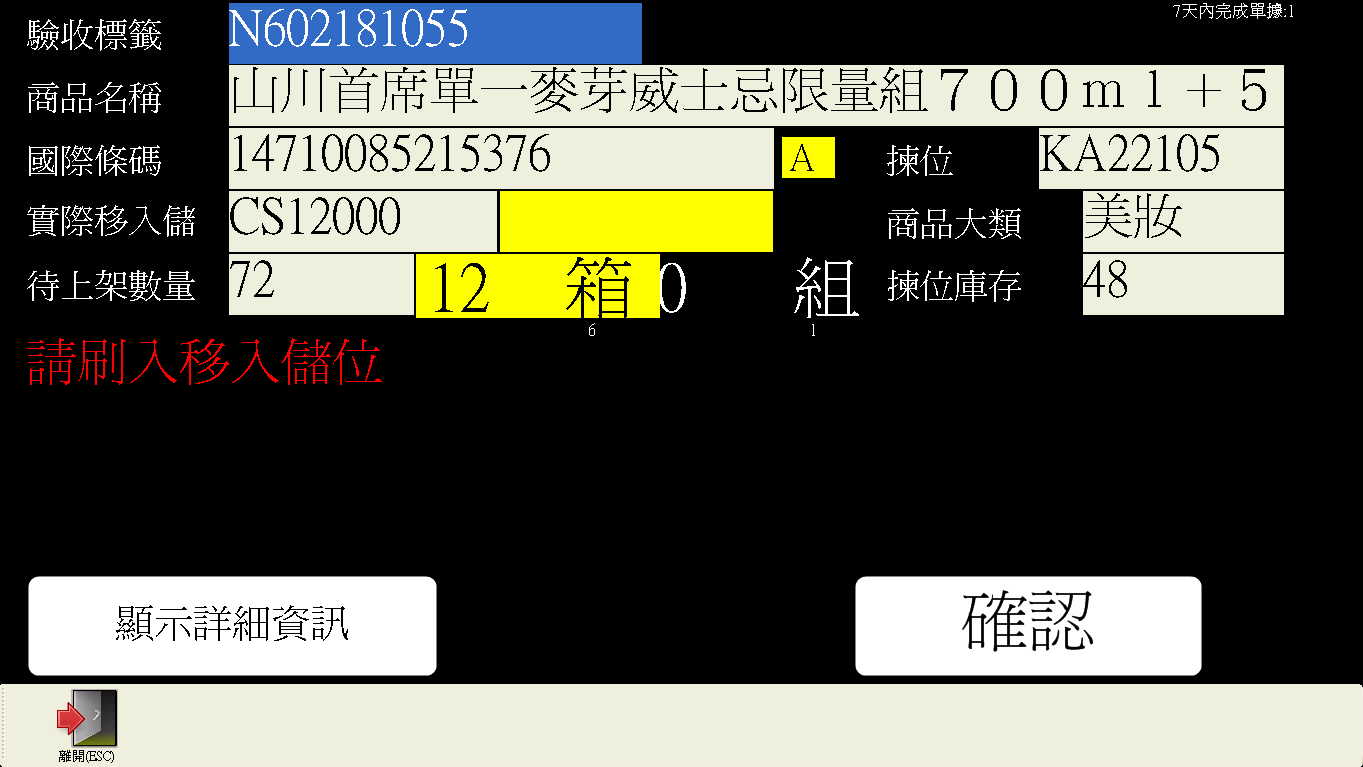 7天內完成單據:1
驗收標籤 N602181055
商品名稱 山川首席單一麥芽威士忌限量組７００ｍｌ＋５
國際條碼 14710085215376 A 揀位 KA22105
實際移入儲 CS12000 商品大類 美妝
待上架數量 72 12 箱 0 組 揀位庫存 48
6 1
請刷入移入儲位
顯示詳細資訊 確認
離開(ESC)